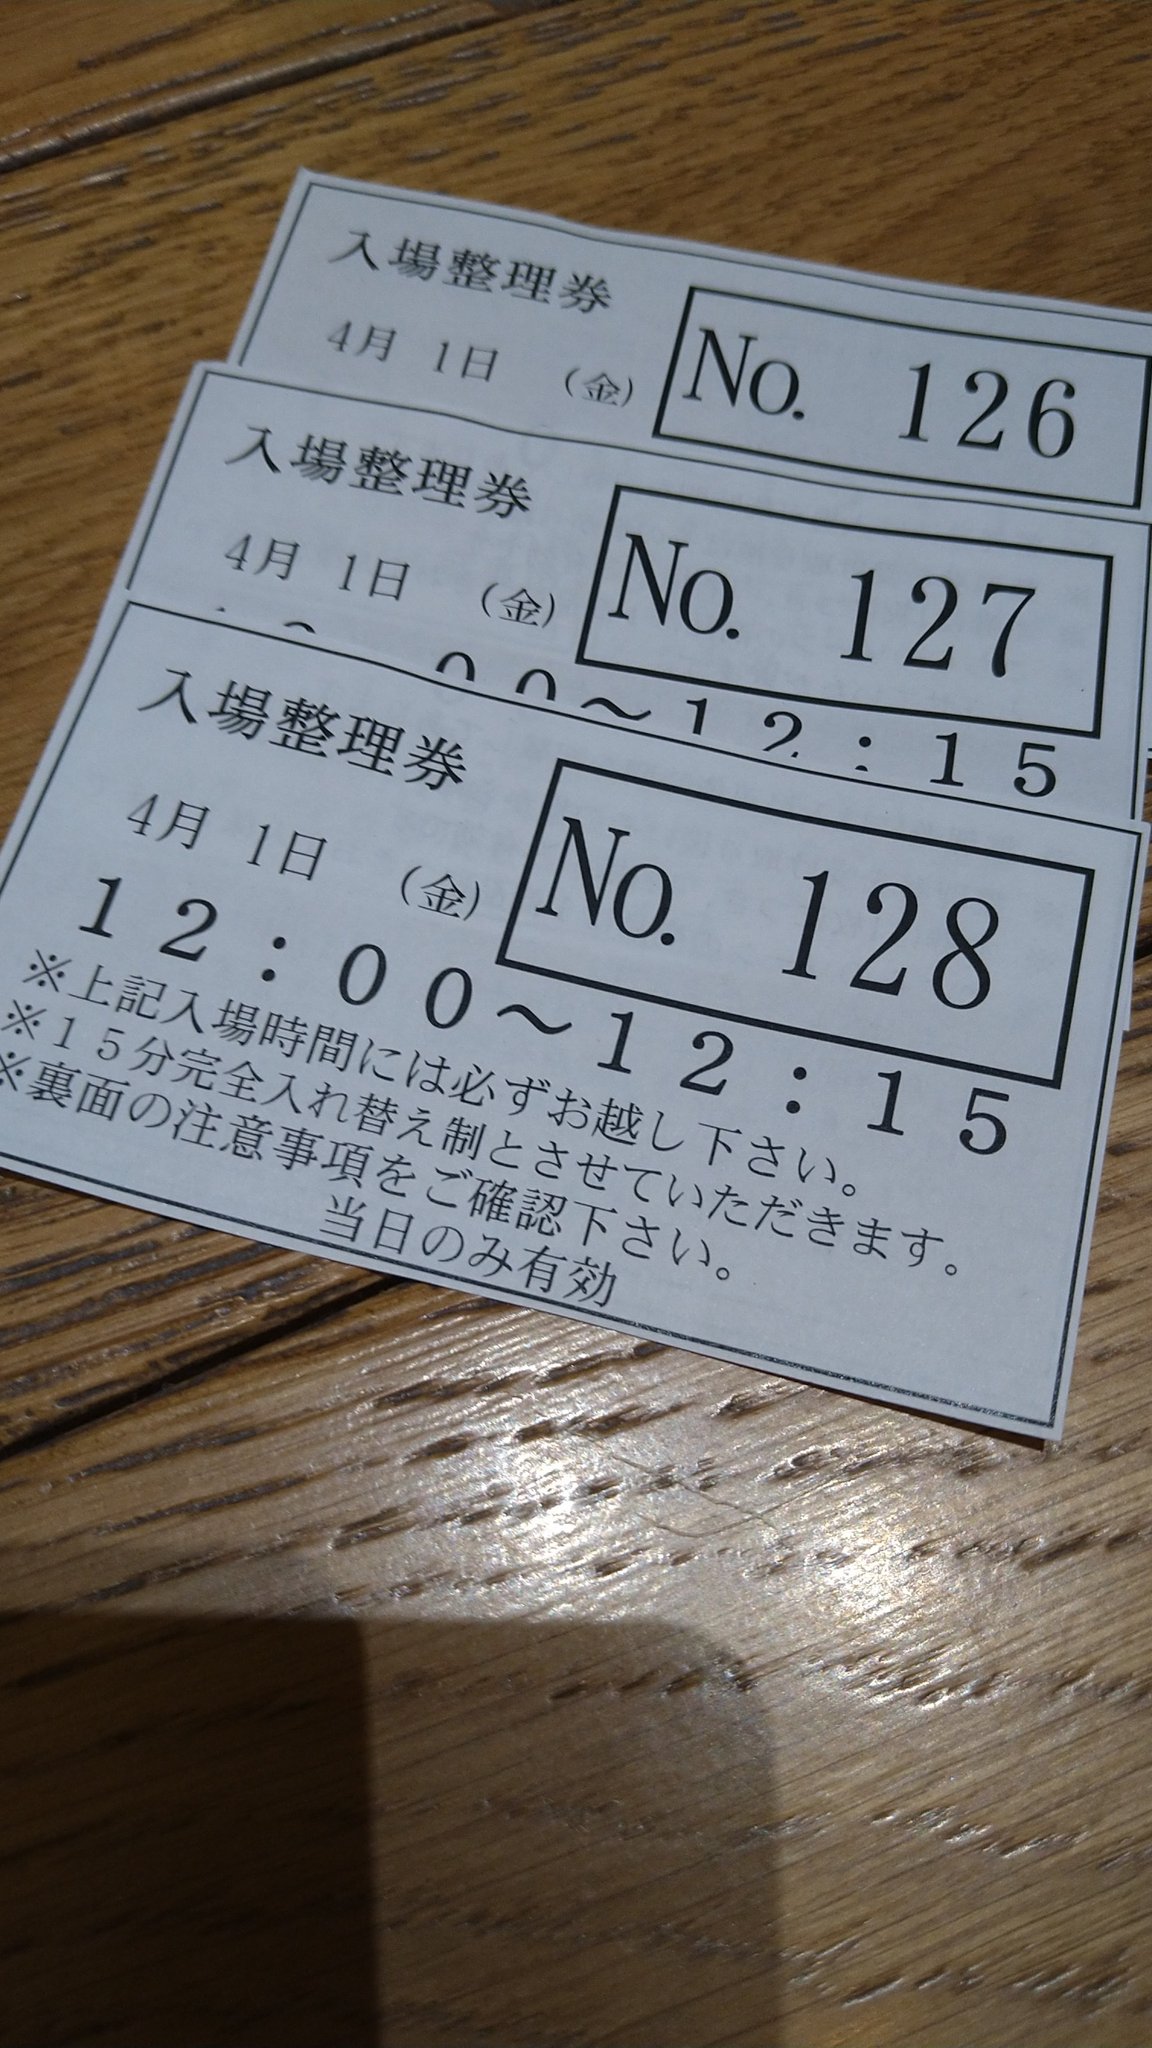 入場整理券
4月 1日 (金)
No. 126
入場整理券
4月 1日 (金)
No. 127
00～12:15
入場整理券
4月 1日 (金)
No. 128
12:00～12:15
※上記入場時間には必ずお越し下さい。
※15分完全入れ替え制とさせていただきます。
※裏面の注意事項をご確認下さい。
当日のみ有効